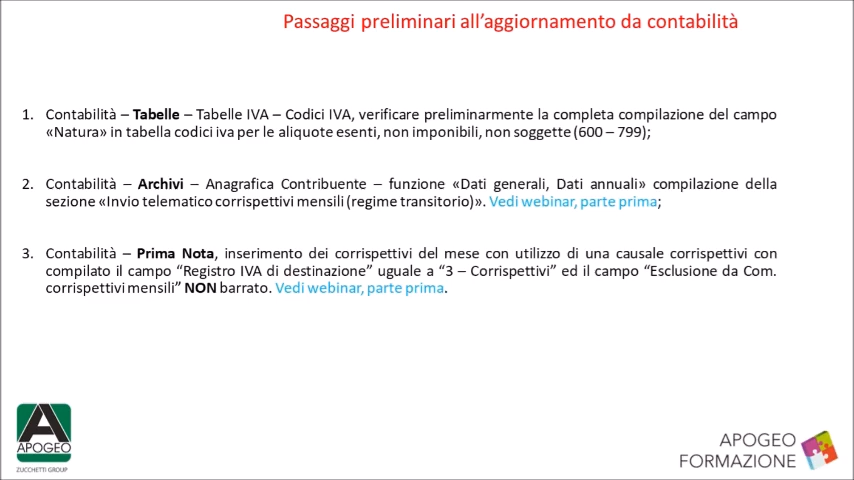 Passaggi preliminari all’aggiornamento da contabilità
1. Contabilità – Tabelle – Tabelle IVA – Codici IVA, verificare preliminarmente la completa compilazione del campo
«Natura» in tabella codici iva per le aliquote esenti, non imponibili, non soggette (600 – 799);
2. Contabilità – Archivi – Anagrafica Contribuente – funzione «Dati generali, Dati annuali» compilazione della
sezione «Invio telematico corrispettivi mensili (regime transitorio)». Vedi webinar, parte prima;
3. Contabilità – Prima Nota, inserimento dei corrispettivi del mese con utilizzo di una causale corrispettivi con
compilato il campo “Registro IVA di destinazione” uguale a “3 – Corrispettivi” ed il campo “Esclusione da Com.
corrispettivi mensili” NON barrato. Vedi webinar, parte prima.
APOGEO
ZUCCHETTI GROUP
APOGEO
FORMAZIONE